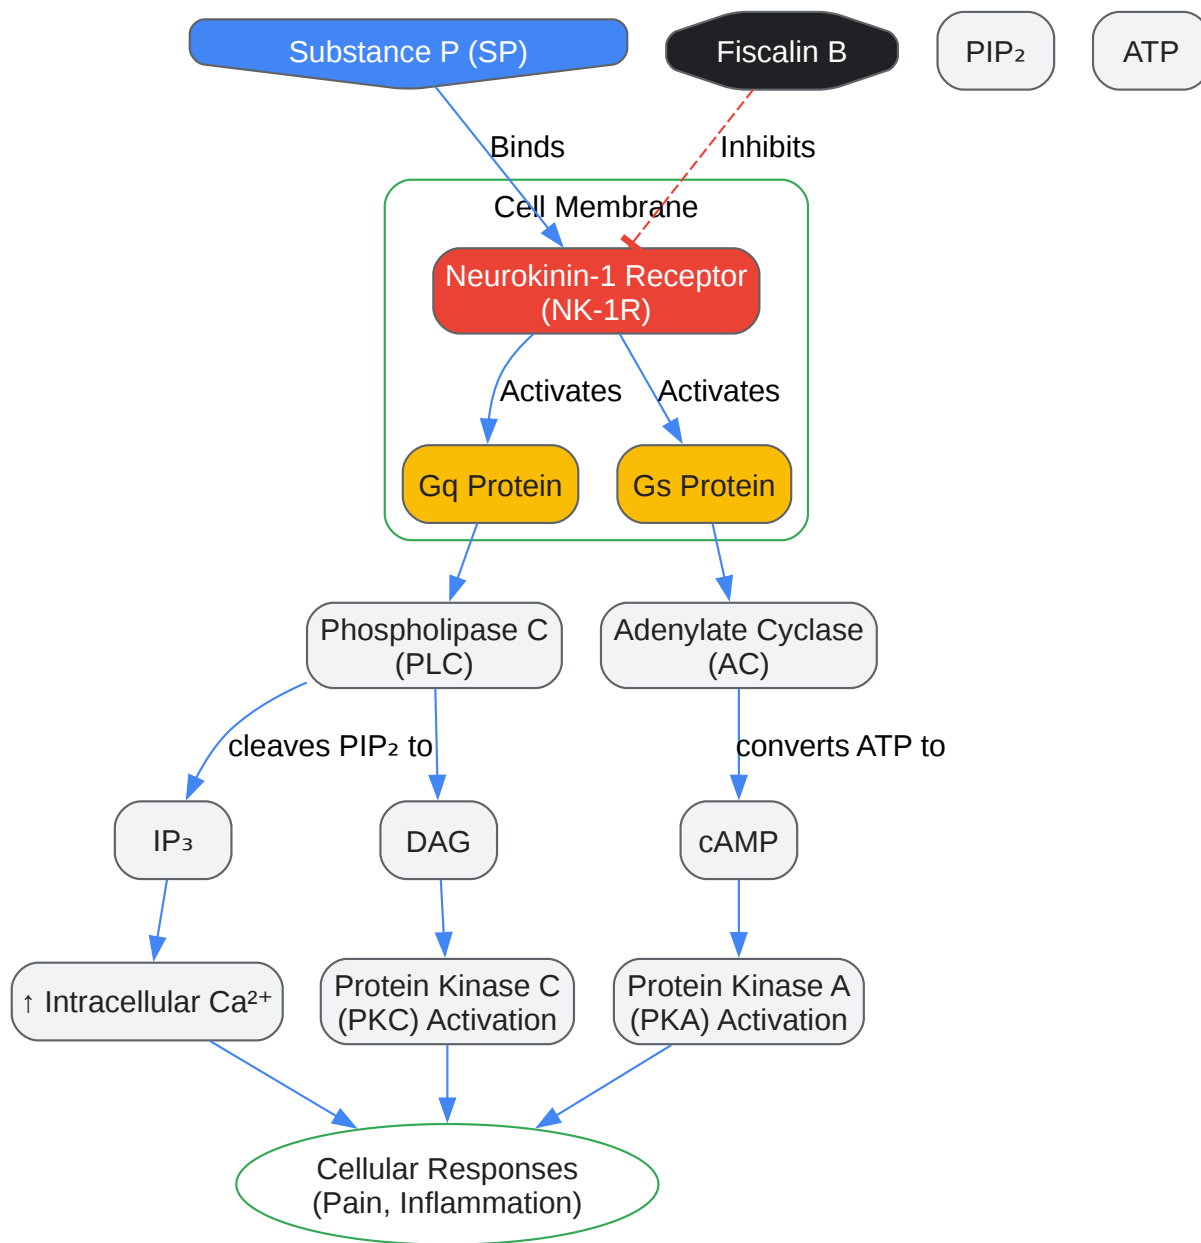 Substance P (SP)
Fiscalin B
PIP₂
ATP
Binds
Inhibits
Cell Membrane
Neurokinin-1 Receptor
(NK-1R)
Activates
Activates
Gq Protein
Gs Protein
Phospholipase C
(PLC)
Adenylate Cyclase
(AC)
cleaves PIP₂ to
converts ATP to
IP₃
DAG
cAMP
↑ Intracellular Ca²⁺
Protein Kinase C
(PKC) Activation
Protein Kinase A
(PKA) Activation
Cellular Responses
(Pain, Inflammation)